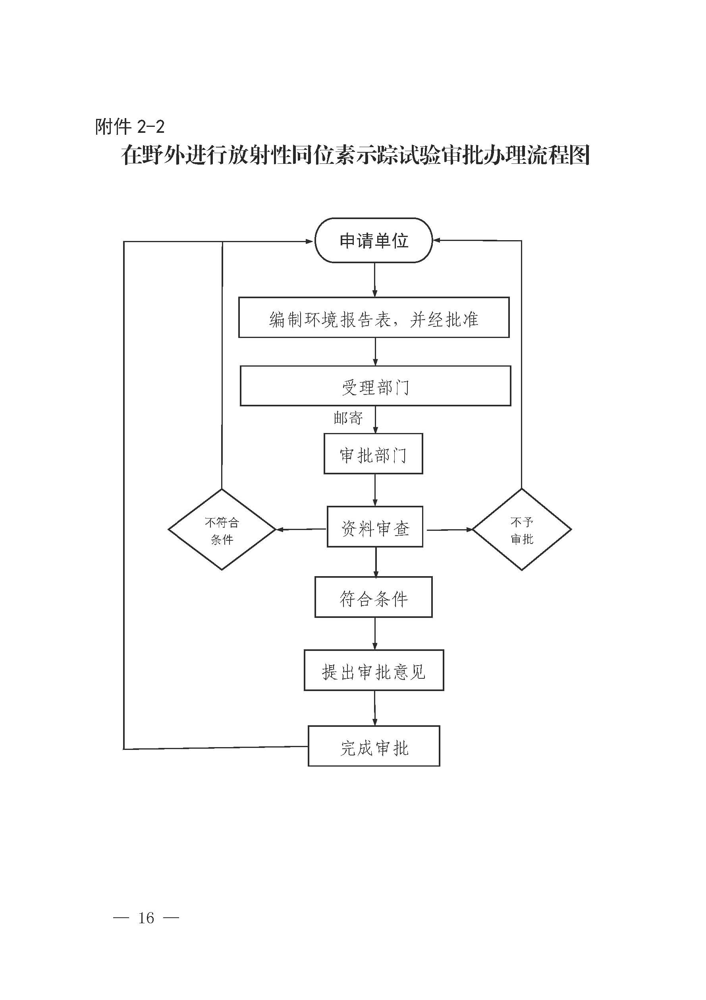 附件 2-2
在野外进行放射性同位素示踪试验审批办理流程图
申请单位
编制环境报告表，并经批准
受理部门
邮寄
审批部门
不符合
条件
资料审查
不予
审批
符合条件
提出审批意见
完成审批
— 16 —